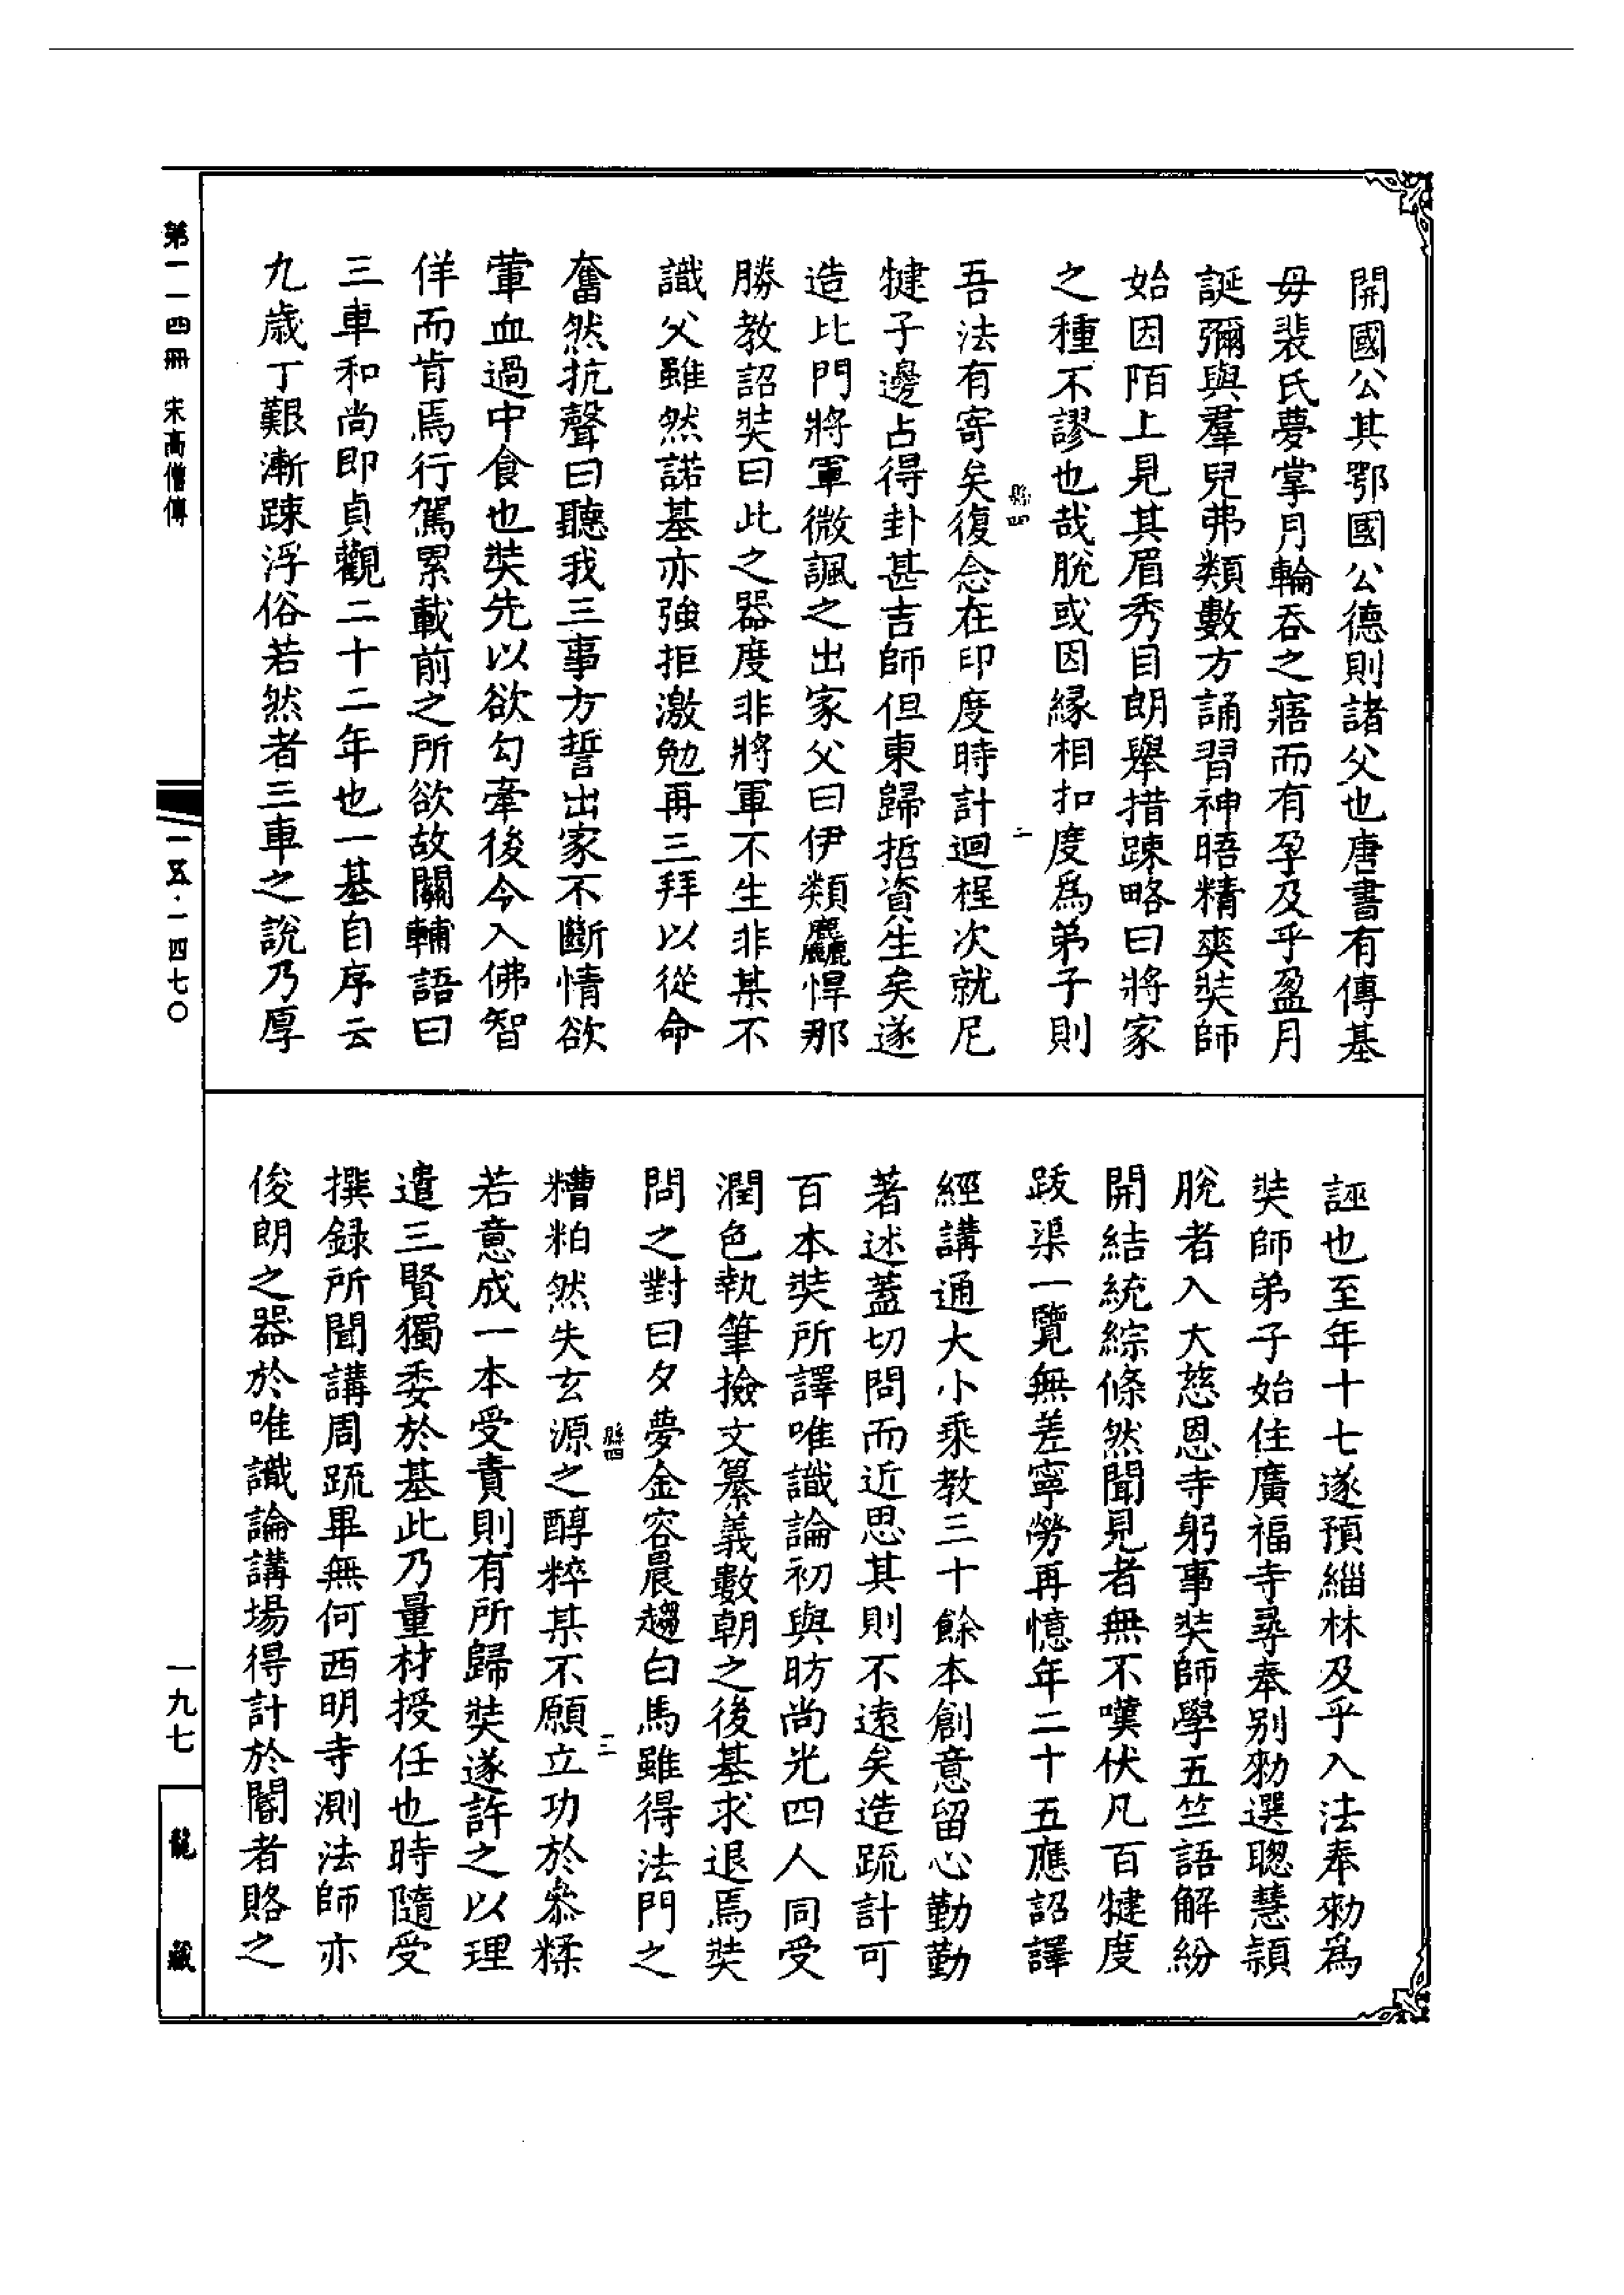 開國公其鄂國公德則諸父也唐書有傳基
母裴氏夢掌月輪吞之寤而有孕及乎盈月
誕彌與羣兒弗類數方誦習神晤精爽奘師
始因陌上見其眉秀目朗舉措踈略曰將家
之種不謬也哉脫或因緣相扣度爲弟子則
縣四
二
吾法有寄矣復念在印度時計迴程次就尼
犍子邊占得卦甚吉師但東歸哲資生矣遂
造比門將軍微諷之出家父曰伊類麤悍那
勝教詔奘曰此之器度非將軍不生非某不
識父雖然諾基亦強拒激勉再三拜以從命
奮然抗聲曰聽我三事方誓出家不斷情欲
葷血過中食也奘先以欲勾牽後今入佛智
佯而肯焉行駕累載前之所欲故關輔語曰
三車和尚即貞觀二十二年也一基自序云
九歲丁艱漸踈浮俗若然者三車之說乃厚
誣也至年十七遂預緇林及乎入法奉勑爲
奘師弟子始住廣福寺尋奉別勑選聰慧穎
脫者入大慈恩寺躬事奘師學五竺語解紛
開結統綜條然聞見者無不嘆伏凡百犍度
跋渠一覽無差寧勞再憶年二十五應詔譯
經講通大小乘教三十餘本創意留心勤勤
著述蓋切問而近思其則不遠矣造疏計可
百本奘所譯唯識論初與昉尚光四人同受
潤色執筆撿文纂義數朝之後基求退焉奘
問之對曰夕夢金容晨趨白馬雖得法門之
縣四
三
糟粕然失玄源之醇粹某不願立功於叅糅
若意成一本受責則有所歸奘遂許之以理
遣三賢獨委於基此乃量材授任也時隨受
撰錄所聞講周疏畢無何西明寺測法師亦
俊朗之器於唯識論講場得計於閽者賂之
第一一四冊 宋高僧傳
一五·一四七〇
一九七
龍藏